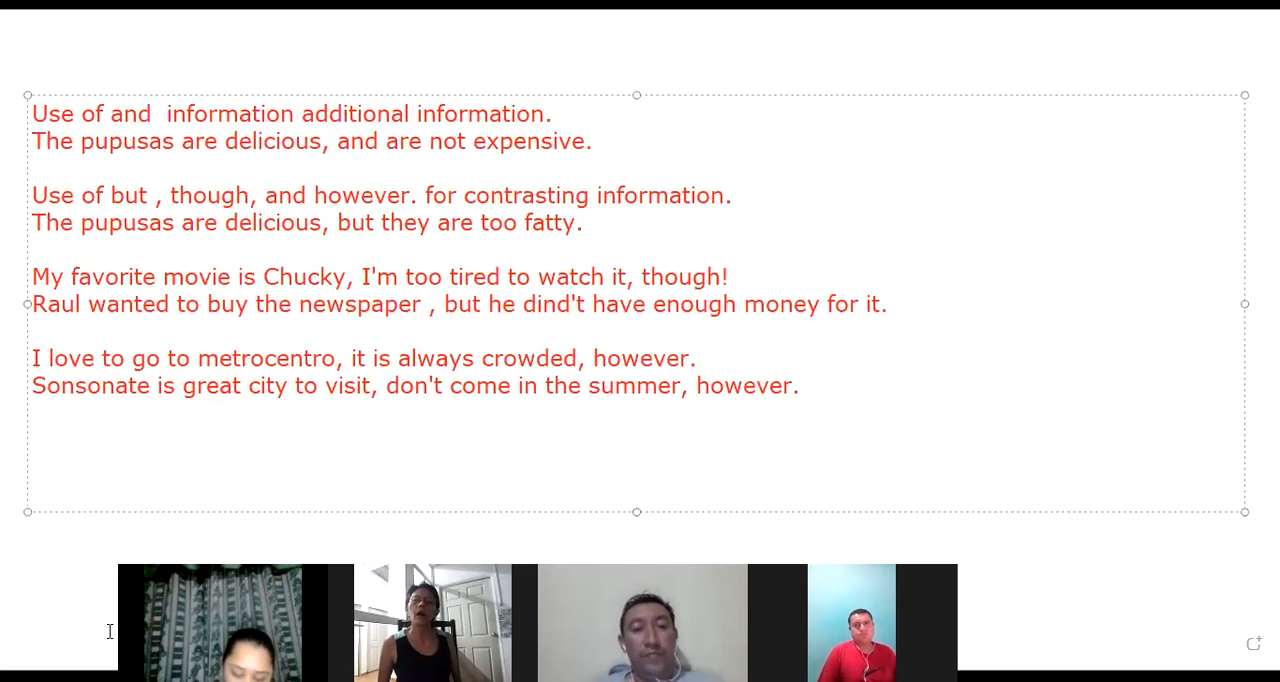 Use of and  information additional information.
The pupusas are delicious, and are not expensive.
Use of but , though, and however. for contrasting information.
The pupusas are delicious, but they are too fatty.
My favorite movie is Chucky, I'm too tired to watch it, though!
Raul wanted to buy the newspaper , but he dind't have enough money for it.
I love to go to metrocentro, it is always crowded, however.
Sonsonate is great city to visit, don't come in the summer, however.